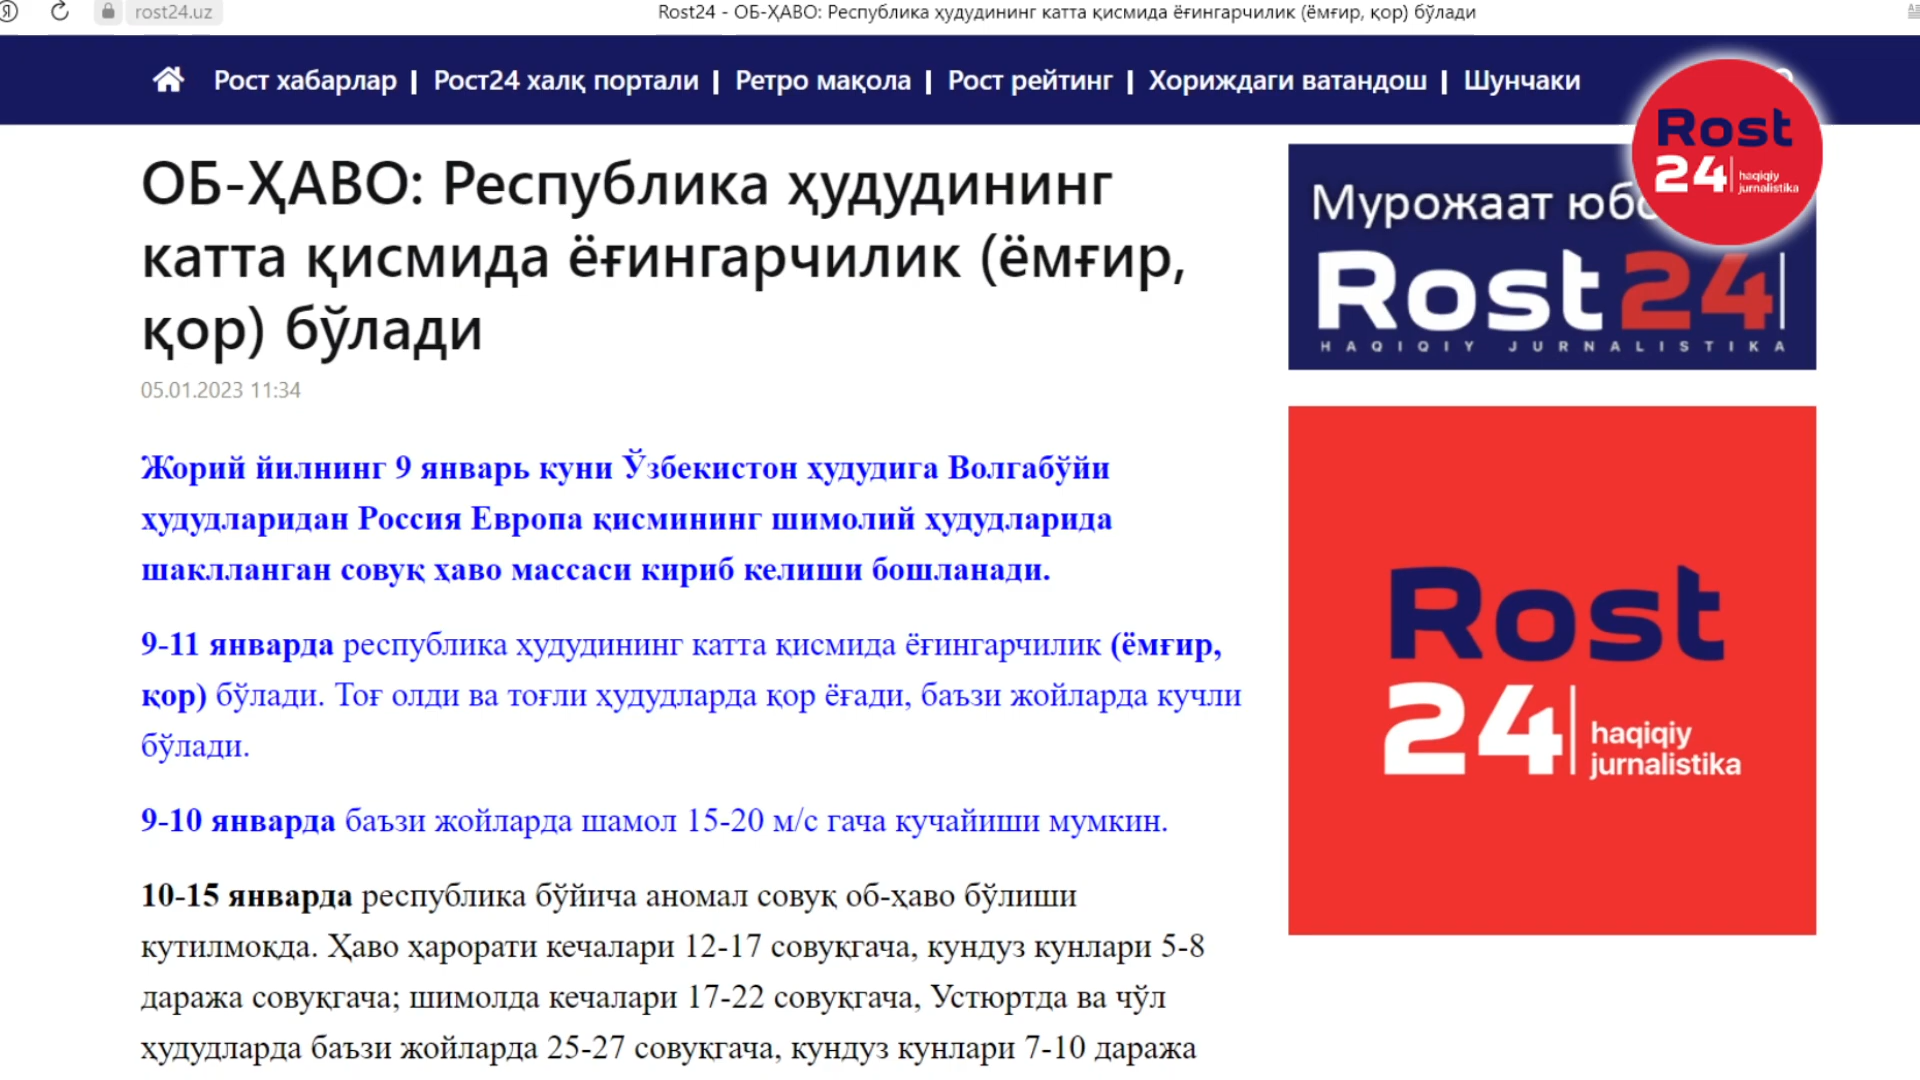 rost24.uz
Rost24 - ОБ-ҲАВО: Республика ҳудудининг катта қисмида ёғингарчилик (ёмғир, қор) бўлади
Рост хабарлар | Рост24 халқ портали | Ретро мақола | Рост рейтинг | Хориждаги ватандош | Шунчаки
Rost
24 haqiqiy
jurnalistika
ОБ-ҲАВО: Республика ҳудудининг
катта қисмида ёғингарчилик (ёмғир,
қор) бўлади
05.01.2023 11:34
Жорий йилнинг 9 январь куни Ўзбекистон ҳудудига Волгабўйи
ҳудудларидан Россия Европа қисмининг шимолий ҳудудларида
шаклланган совуқ ҳаво массаси кириб келиши бошланади.
9-11 январда республика ҳудудининг катта қисмида ёғингарчилик (ёмғир,
қор) бўлади. Тоғ олди ва тоғли ҳудудларда қор ёғади, баъзи жойларда кучли
бўлади.
9-10 январда баъзи жойларда шамол 15-20 м/с гача кучайиши мумкин.
10-15 январда республика бўйича аномал совуқ об-ҳаво бўлиши
кутилмоқда. Ҳаво ҳарорати кечалари 12-17 совуқгача, кундуз кунлари 5-8
даража совуқгача; шимолда кечалари 17-22 совуқгача, Устюртда ва чўл
ҳудудларда баъзи жойларда 25-27 совуқгача, кундуз кунлари 7-10 даража
Мурожаат
Rost24
HAQIQIY JURNALISTIKA
Rost
24 haqiqiy
jurnalistika